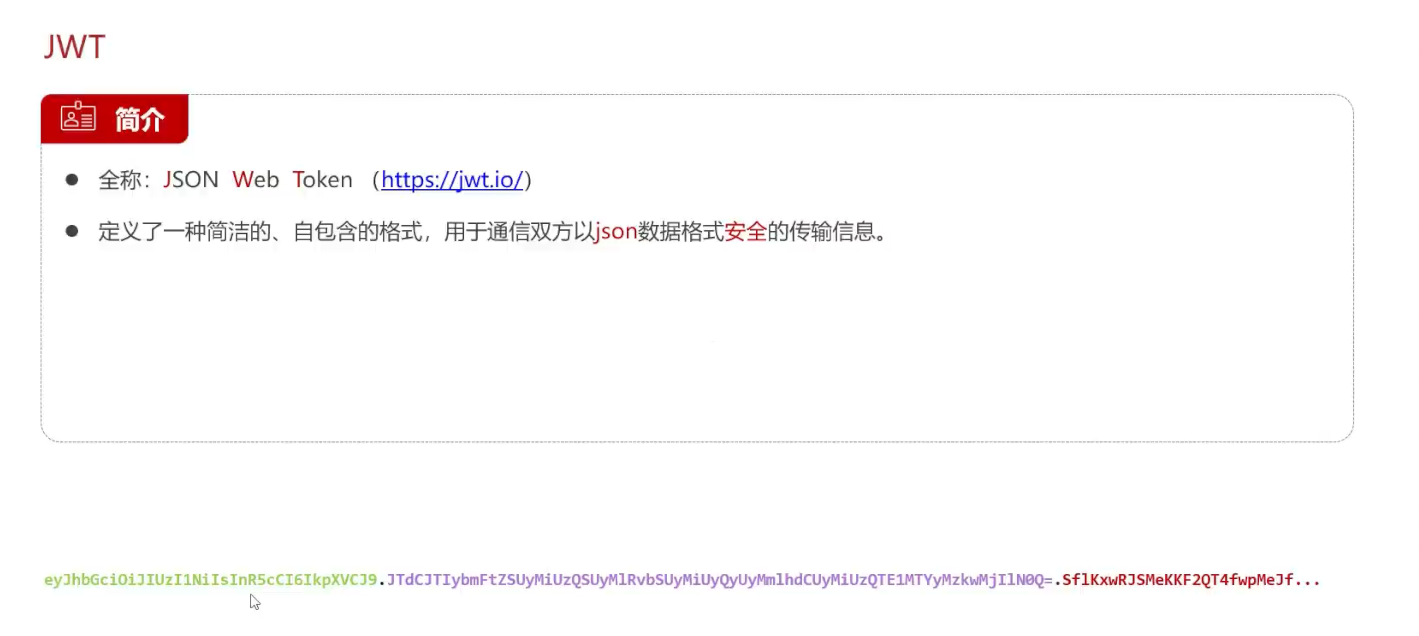 JWT
简介
全称：JSON Web Token （https://jwt.io/）
定义了一种简洁的、自包含的格式，用于通信双方以json数据格式安全的传输信息。
eyJhbGciOiJIUzI1NiIsInR5cCI6IkpXVCJ9.JTdCJTIybmFtZSUyMiUzQSUyMlRvbSUyMiUyQyUyMmlhdCUyMiUzQTE1MTYyMzkwMjIlN0Q=.SflKxwRJSMeKKF2QT4fwpMeJf...